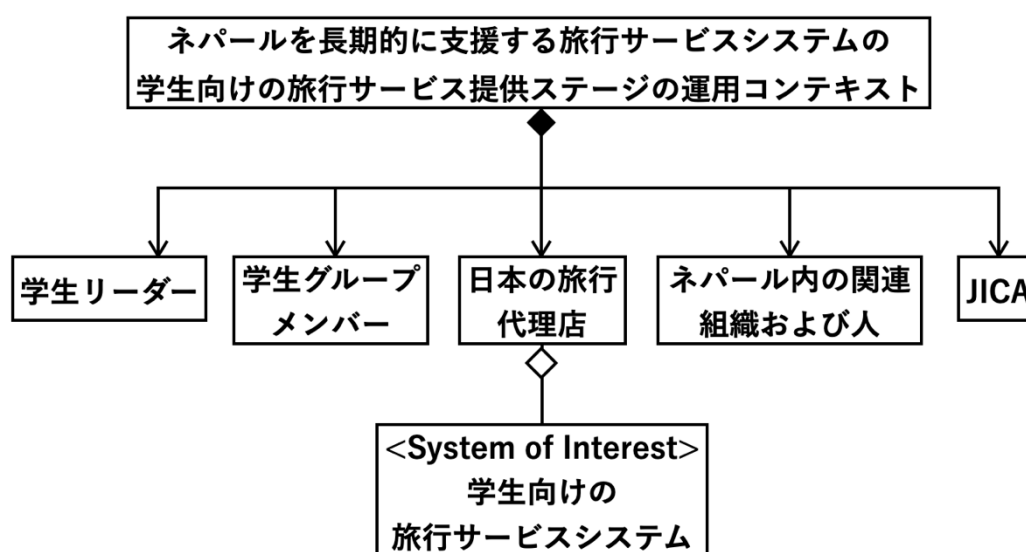 ネパールを長期的に支援する旅行サービスシステムの
学生向けの旅行サービス提供ステージの運用コンテキスト
学生リーダー
学生グループ
メンバー
日本の旅行
代理店
ネパール内の関連
組織および人
JICA
<System of Interest>
学生向けの
旅行サービスシステム